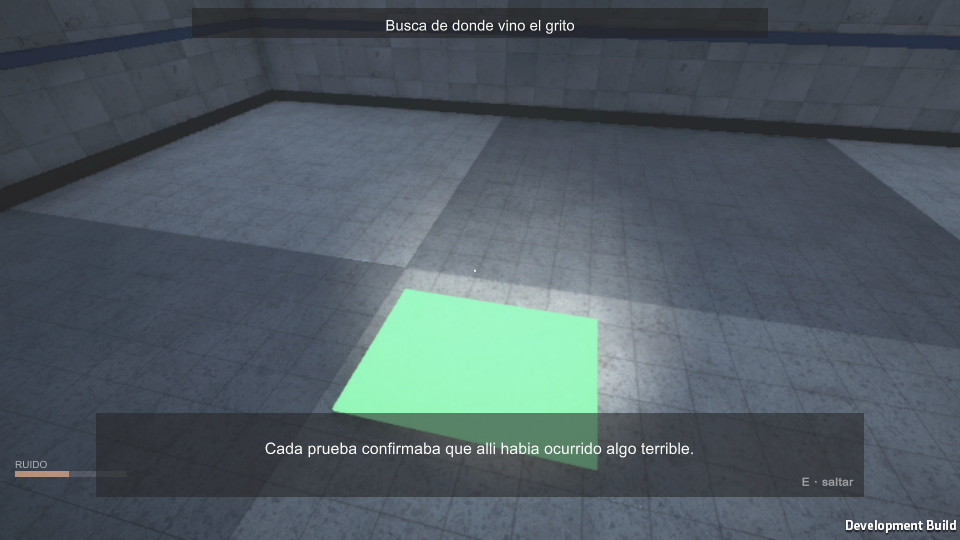 Busca de donde vino el grito
Cada prueba confirmaba que alli habia ocurrido algo terrible.
RUIDO
E · saltar
Development Build